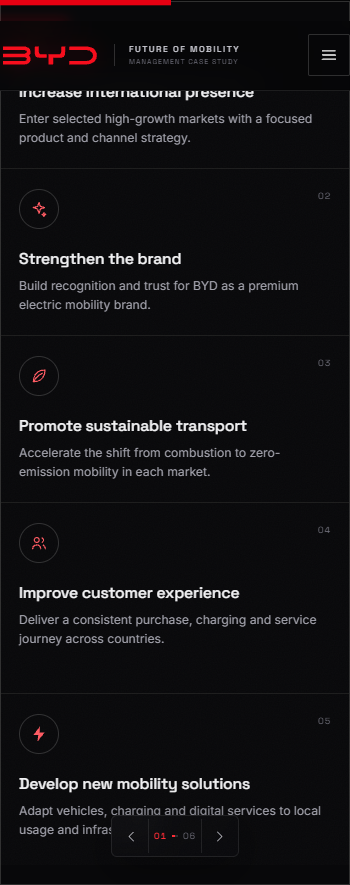 BYD
FUTURE OF MOBILITY
MANAGEMENT CASE STUDY
Increase international presence
Enter selected high-growth markets with a focused
product and channel strategy.
02
Strengthen the brand
Build recognition and trust for BYD as a premium
electric mobility brand.
03
Promote sustainable transport
Accelerate the shift from combustion to zero-
emission mobility in each market.
04
Improve customer experience
Deliver a consistent purchase, charging and service
journey across countries.
05
Develop new mobility solutions
Adapt vehicles, charging and digital services to local
usage and infras
01 06